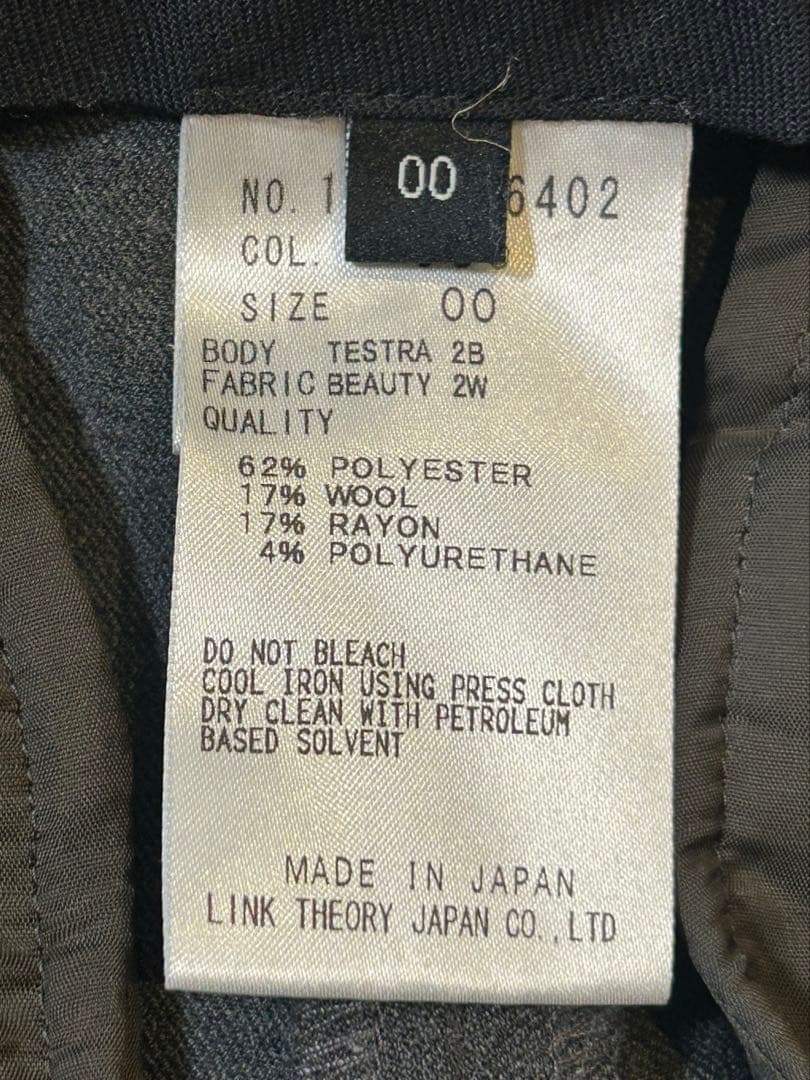 00
NO. 1 6402
COL.
SIZE 00
BODY TESTRA 2B
FABRIC BEAUTY 2W
QUALITY
62% POLYESTER
17% WOOL
17% RAYON
4% POLYURETHANE
DO NOT BLEACH
COOL IRON USING PRESS CLOTH
DRY CLEAN WITH PETROLEUM
BASED SOLVENT
MADE IN JAPAN
LINK THEORY JAPAN CO.,LTD